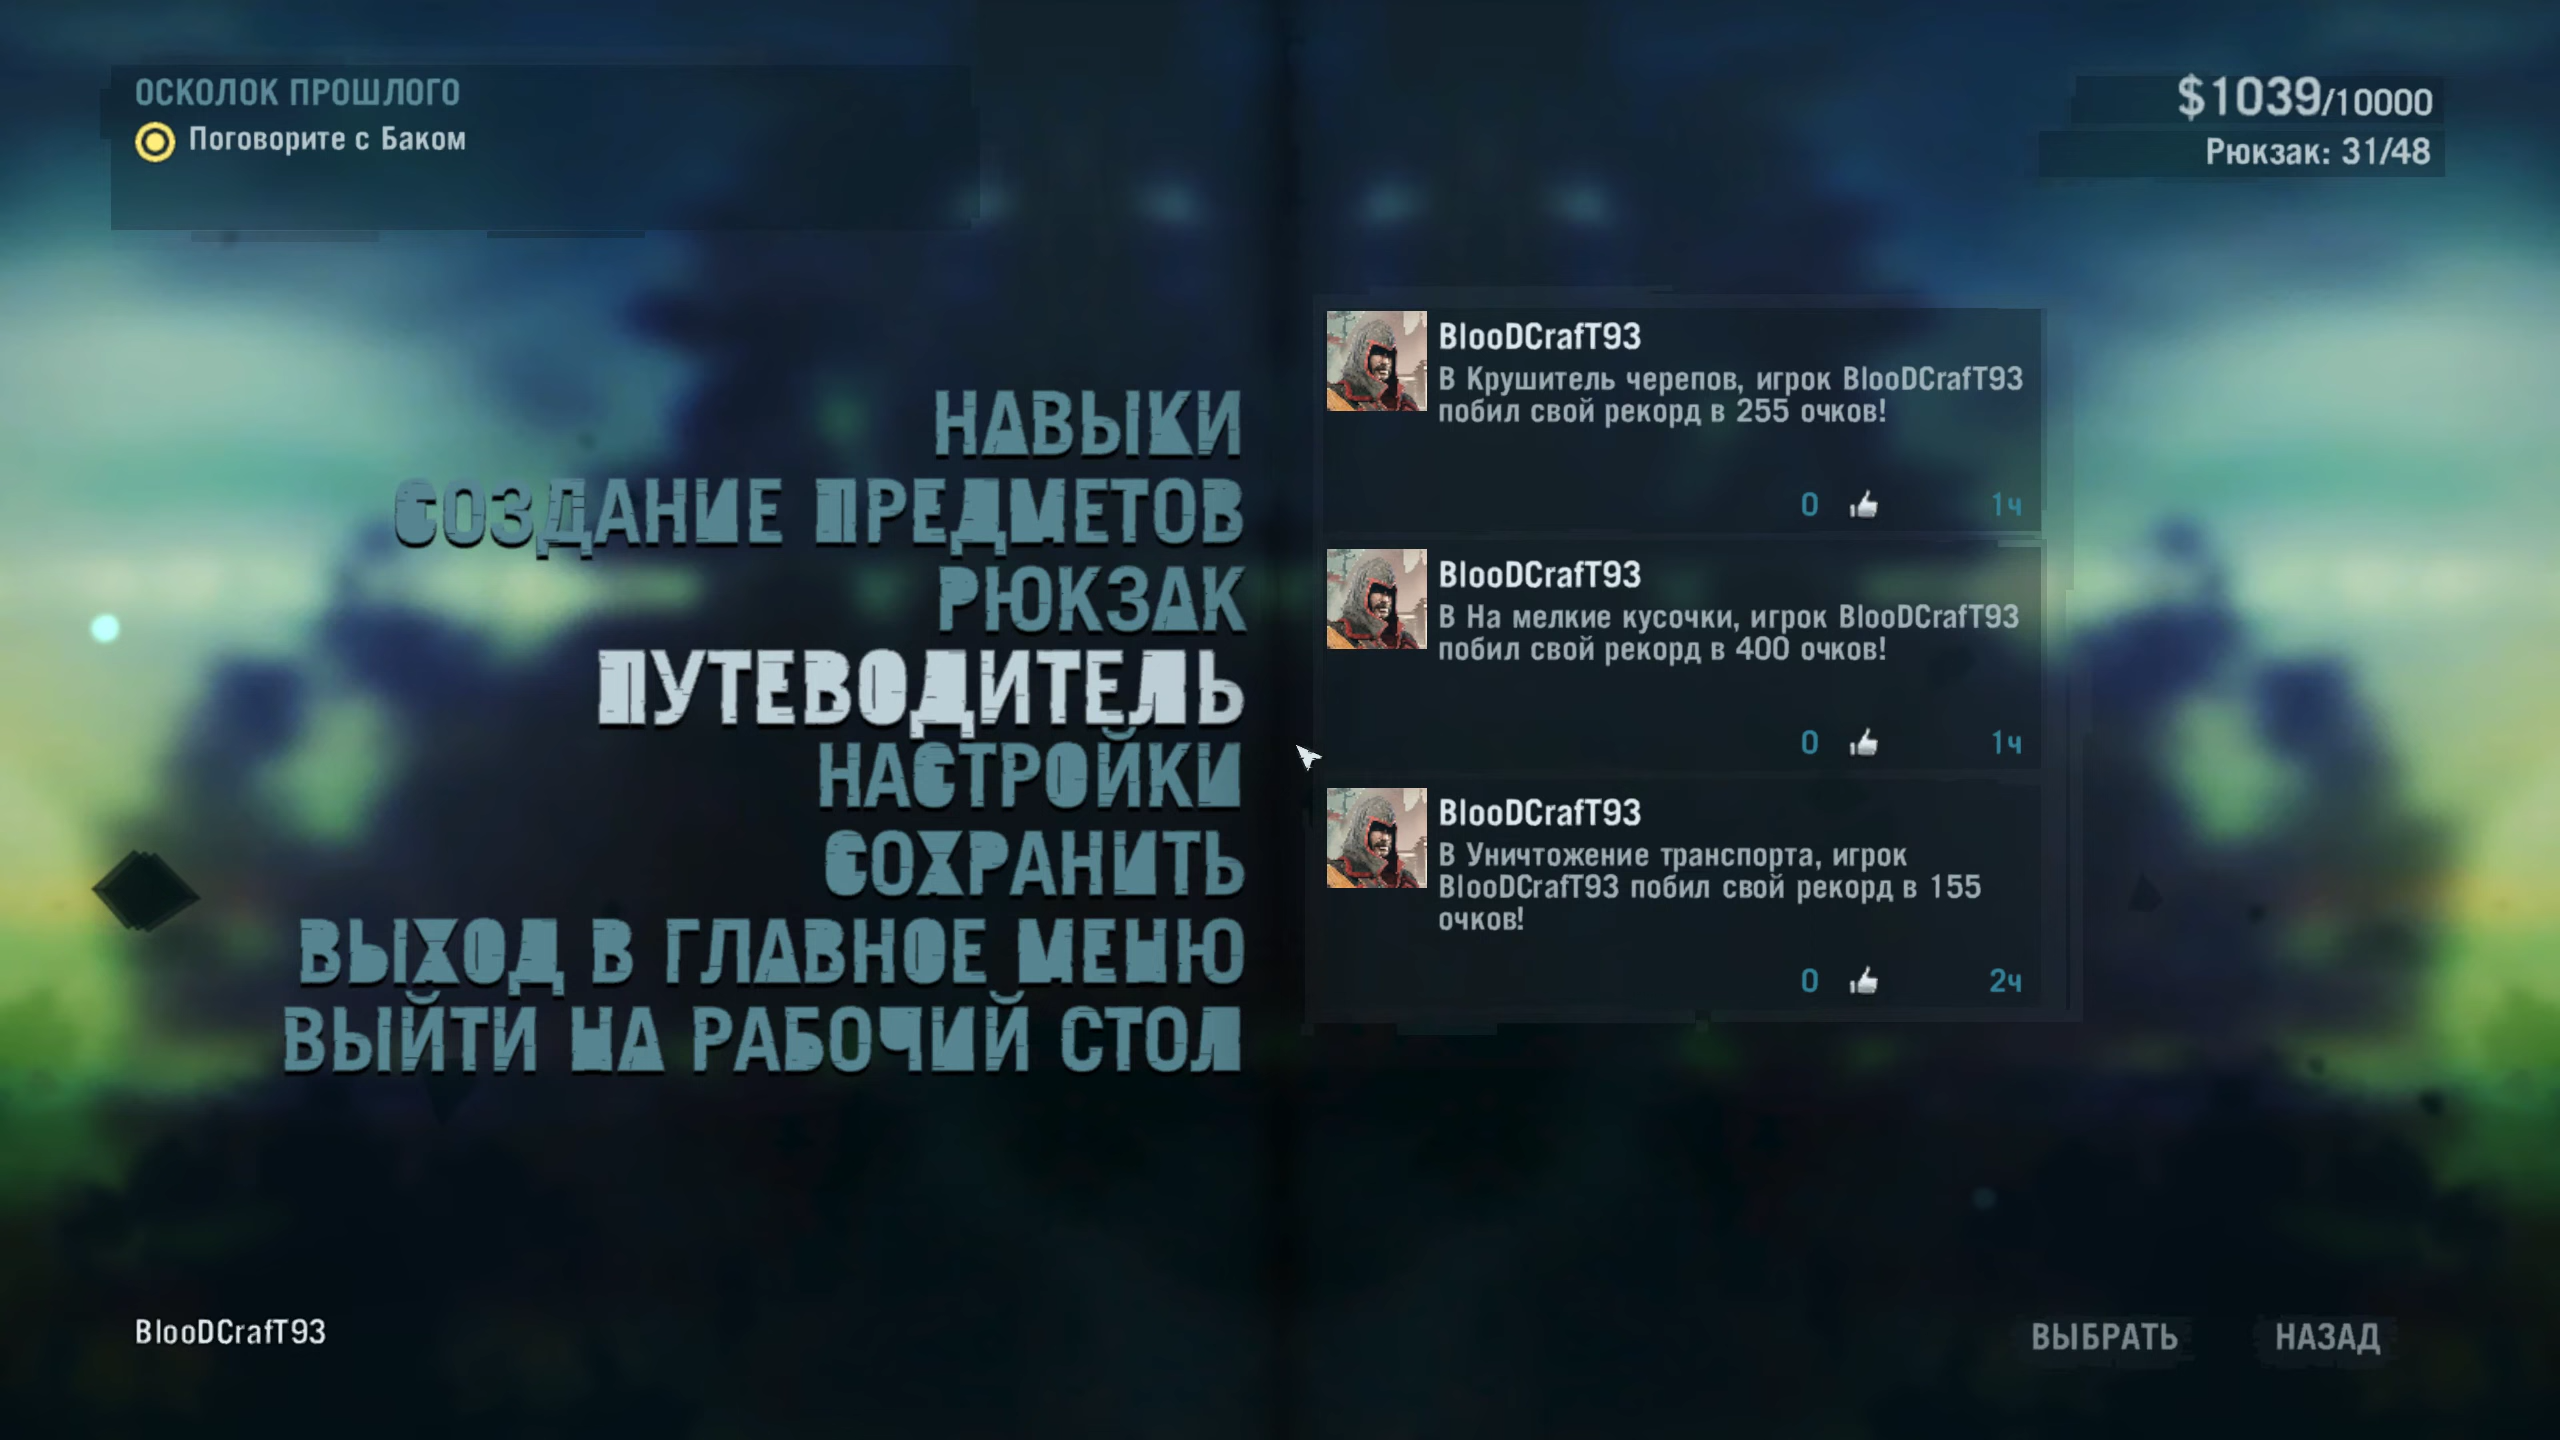 ОСКОЛОК ПРОШЛОГО
Поговорите с Баком
$1039/10000
Рюкзак: 31/48
НАВЫКИ
СОЗДАНИЕ ПРЕДМЕТОВ
РЮКЗАК
ПУТЕВОДИТЕЛЬ
НАСТРОЙКИ
СОХРАНИТЬ
ВЫХОД В ГЛАВНОЕ МЕНЮ
ВЫЙТИ НА РАБОЧИЙ СТОЛ
BlooDCrafT93
В Крушитель черепов, игрок BlooDCrafT93
побил свой рекорд в 255 очков!
0 1ч
BlooDCrafT93
В На мелкие кусочки, игрок BlooDCrafT93
побил свой рекорд в 400 очков!
0 1ч
BlooDCrafT93
В Уничтожение транспорта, игрок
BlooDCrafT93 побил свой рекорд в 155
очков!
0 2ч
BlooDCrafT93
ВЫБРАТЬ НАЗАД